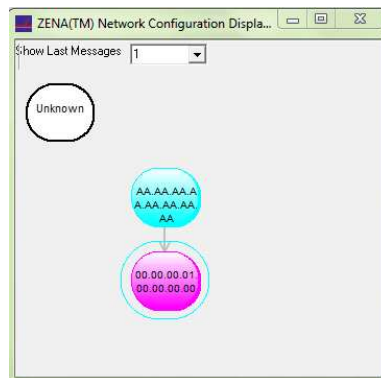 ZENA(TM) Network Configuration Displa...
Show Last Messages 1
Unknown
AA.AA.AA.A
A.AA.AA.AA.
AA
00.00.00.01.
00.00.00.00